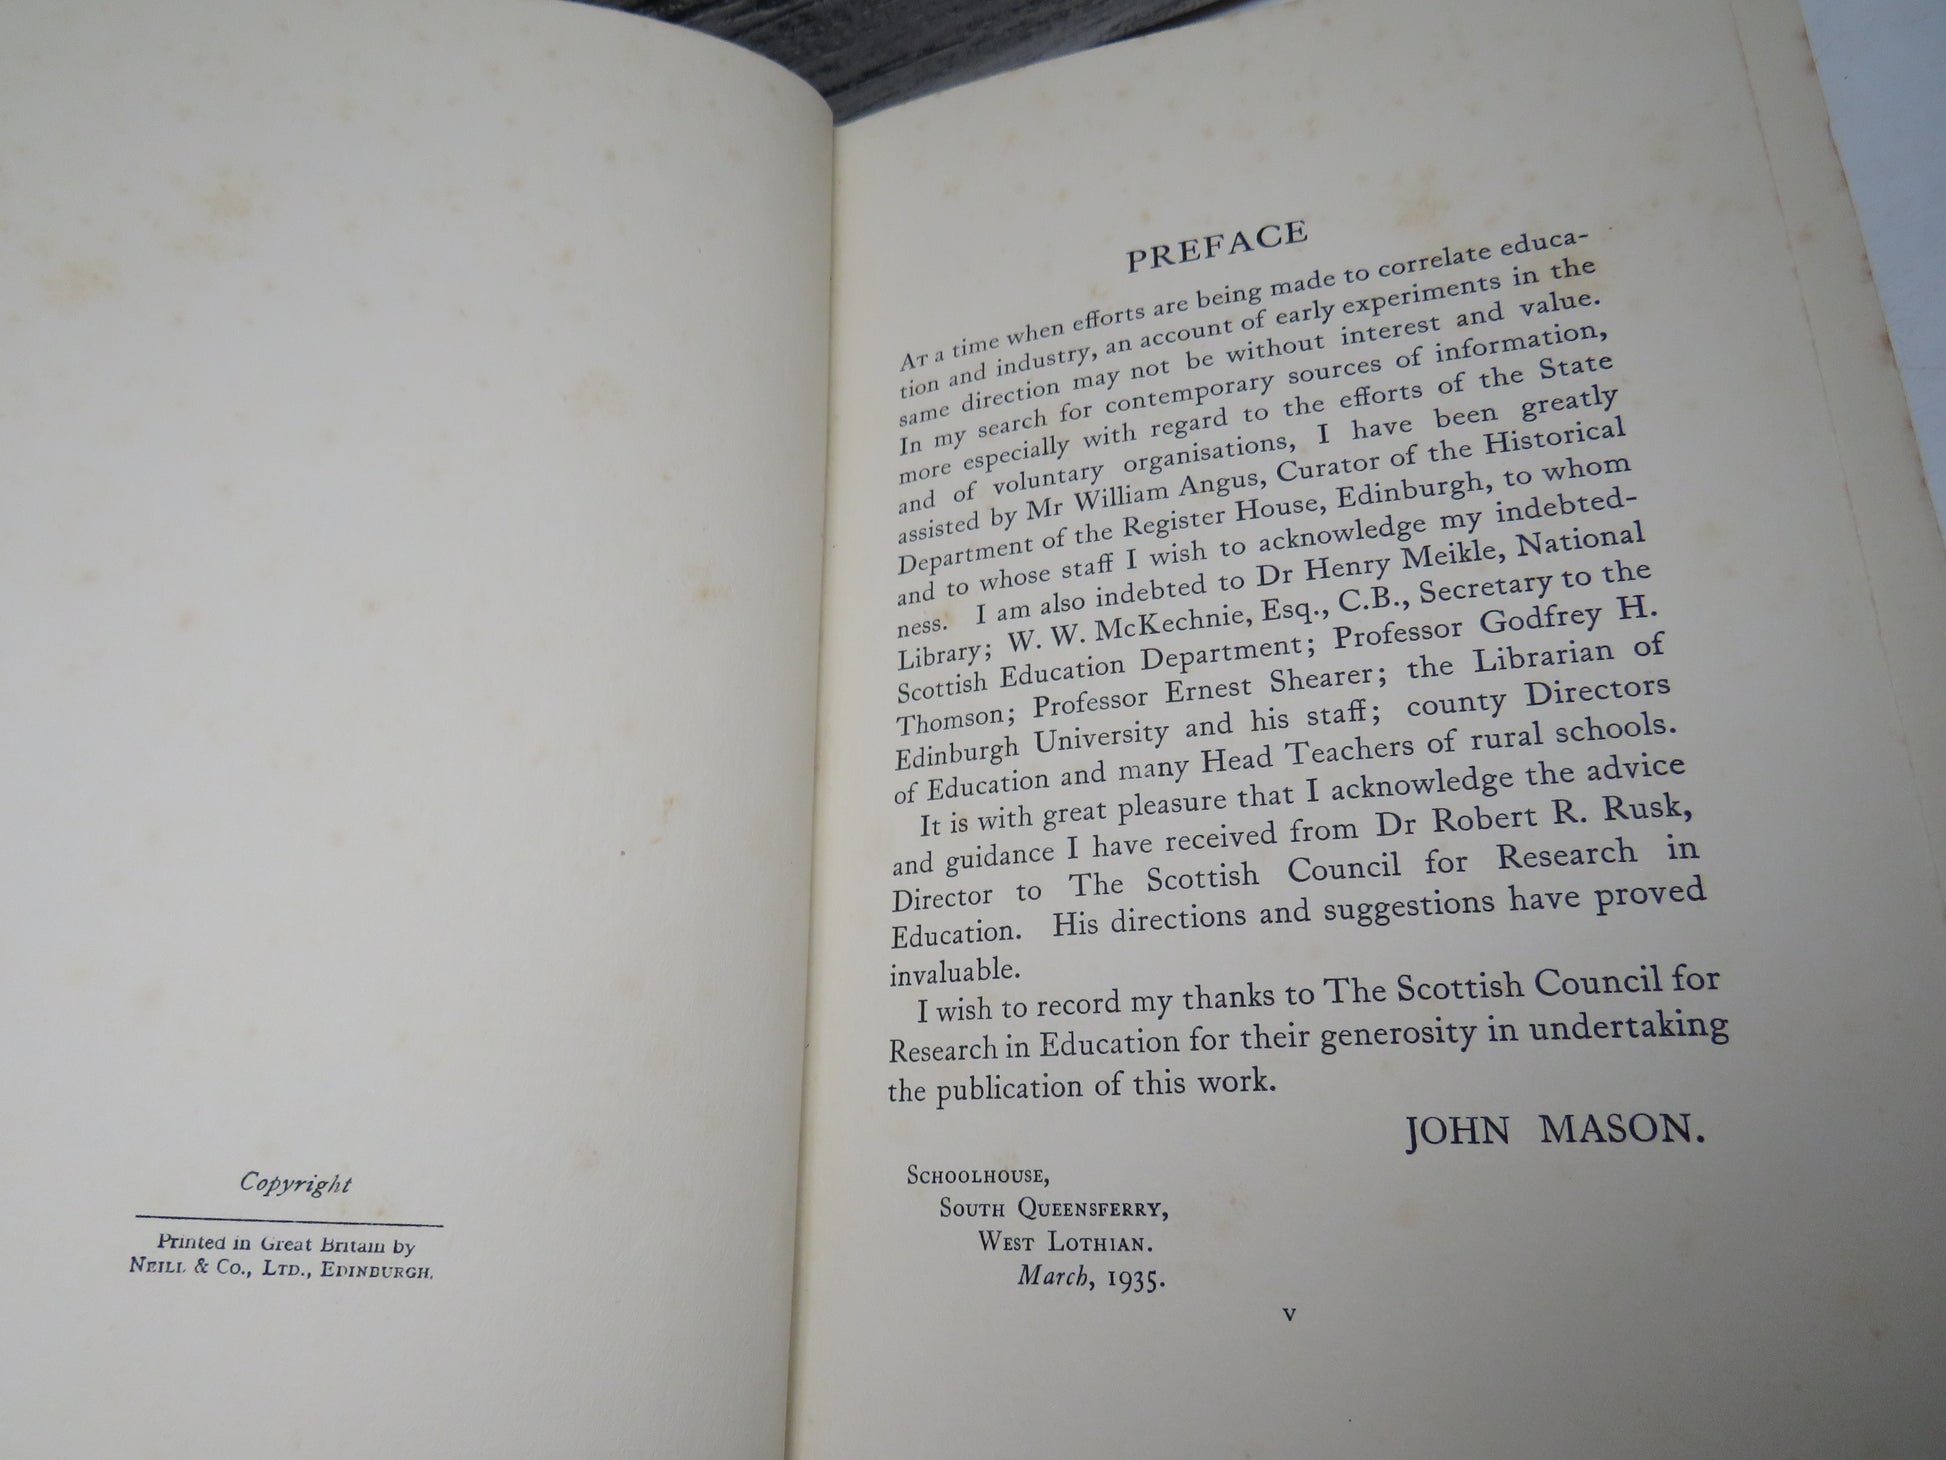 Copyright
Printed in Great Britain by
NEILL & CO., LTD., EDINBURGH.
PREFACE
AT a time when efforts are being made to correlate educa-
tion and industry, an account of early experiments in the
same direction may not be without interest and value.
In my search for contemporary sources of information,
more especially with regard to the efforts of the State
and of voluntary organisations, I have been greatly
assisted by Mr William Angus, Curator of the Historical
Department of the Register House, Edinburgh, to whom
and to whose staff I wish to acknowledge my indebted-
ness. I am also indebted to Dr Henry Meikle, National
Library; W. W. McKechnie, Esq., C.B., Secretary to the
Scottish Education Department; Professor Godfrey H.
Thomson; Professor Ernest Shearer; the Librarian of
Edinburgh University and his staff; county Directors
of Education and many Head Teachers of rural schools.
It is with great pleasure that I acknowledge the advice
and guidance I have received from Dr Robert R. Rusk,
Director to The Scottish Council for Research in
Education. His directions and suggestions have proved
invaluable.
I wish to record my thanks to The Scottish Council for
Research in Education for their generosity in undertaking
the publication of this work.
JOHN MASON.
SCHOOLHOUSE,
SOUTH QUEENSFERRY,
WEST LOTHIAN.
March, 1935.
v